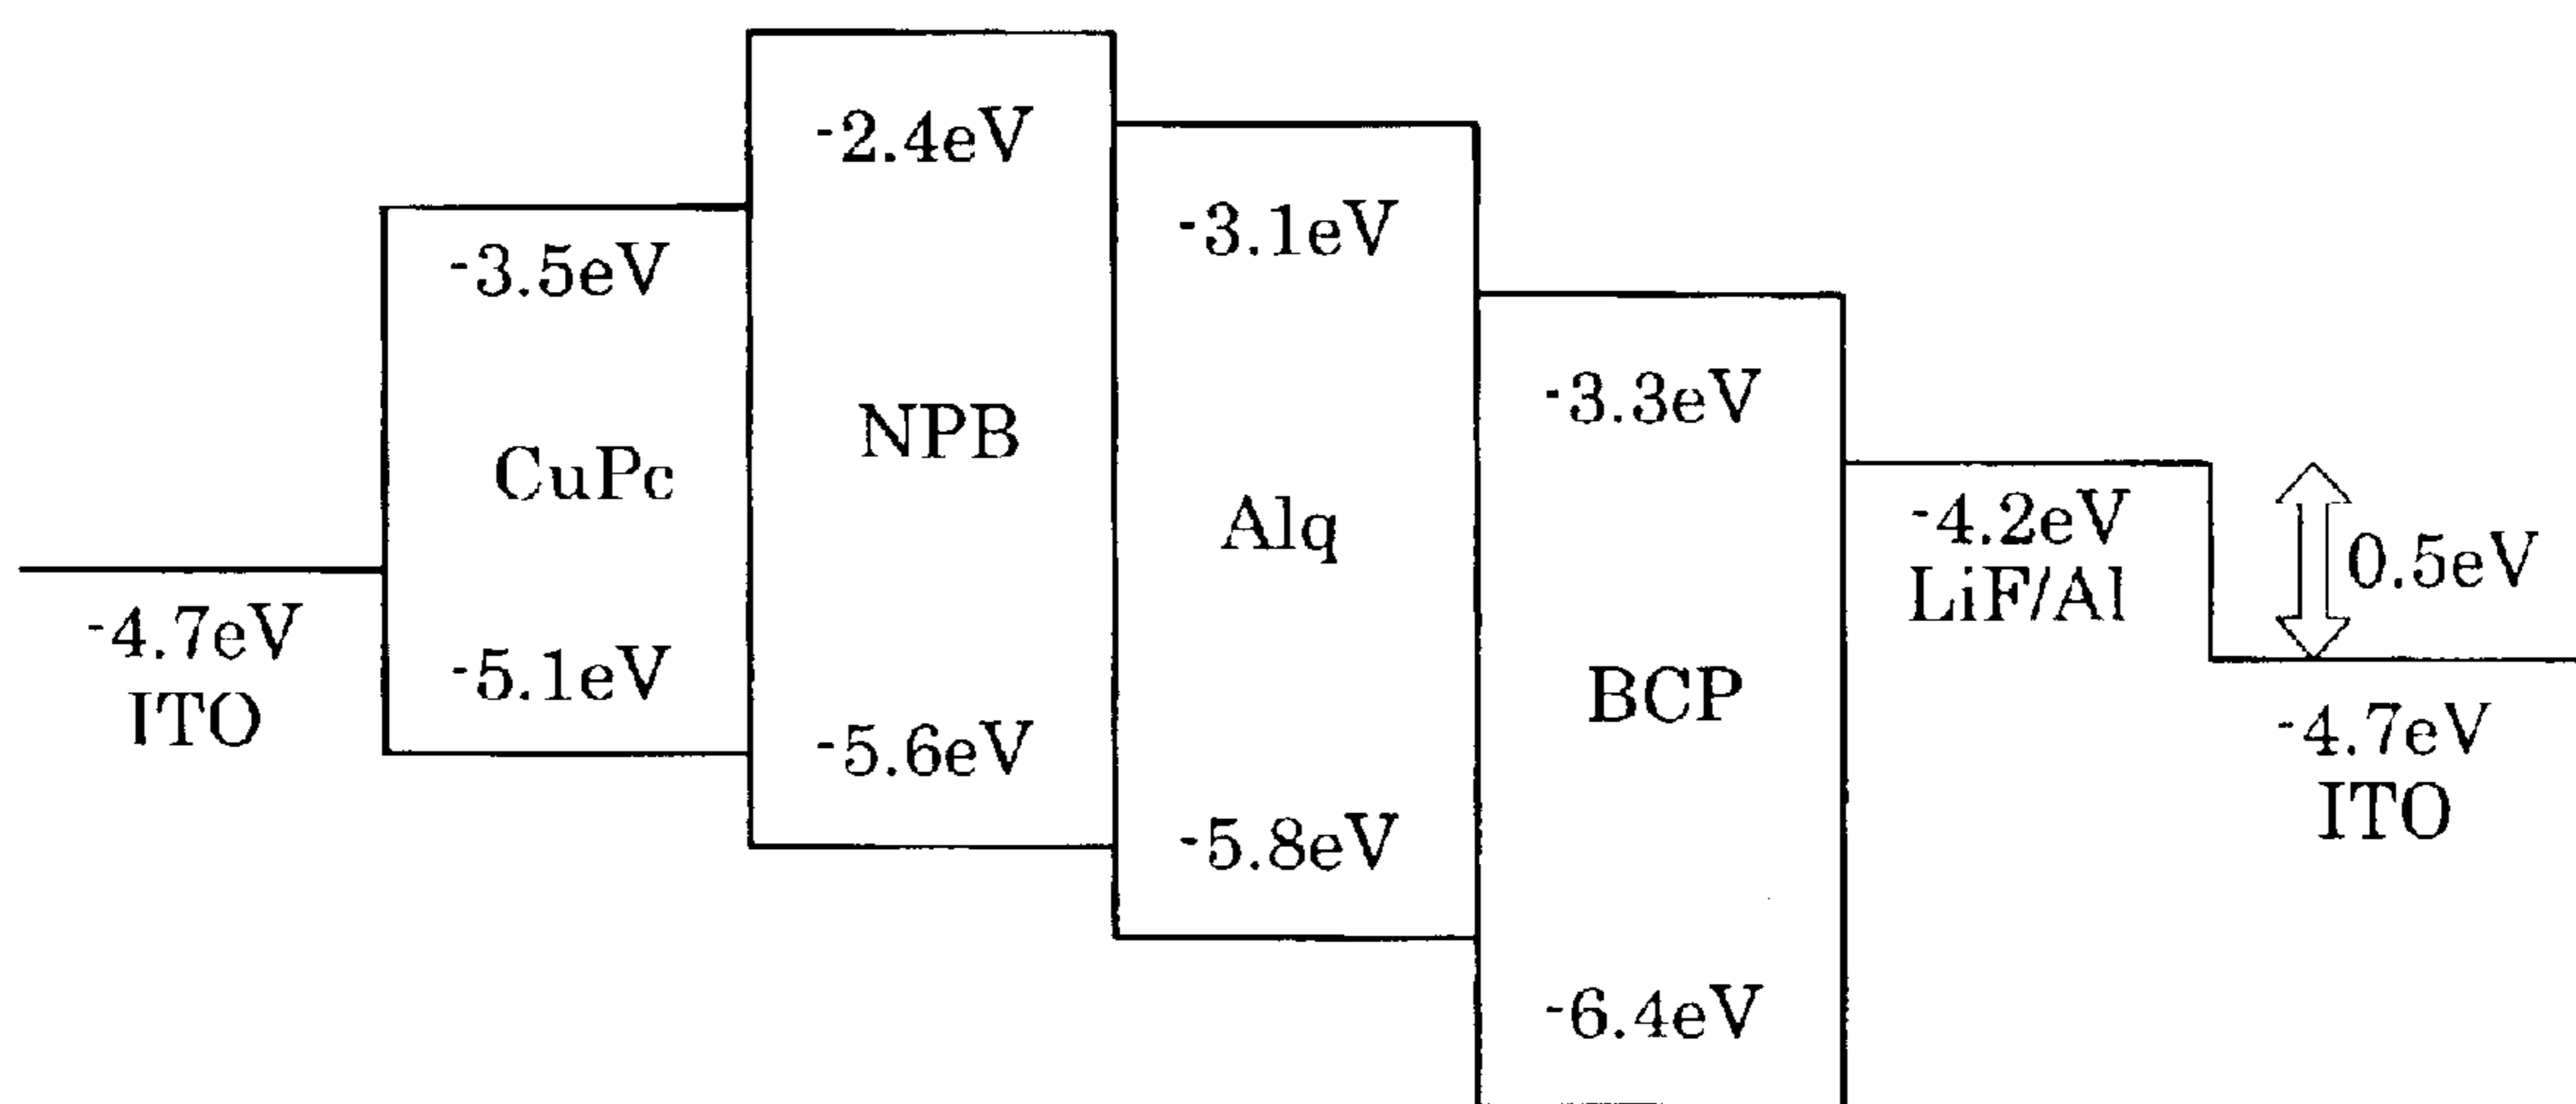 -4.7eV
ITO
-3.5eV
CuPc
-5.1eV
-2.4eV
NPB
-5.6eV
-3.1eV
Alq
-5.8eV
-3.3eV
BCP
-6.4eV
-4.2eV
LiF/Al
0.5eV
-4.7eV
ITO